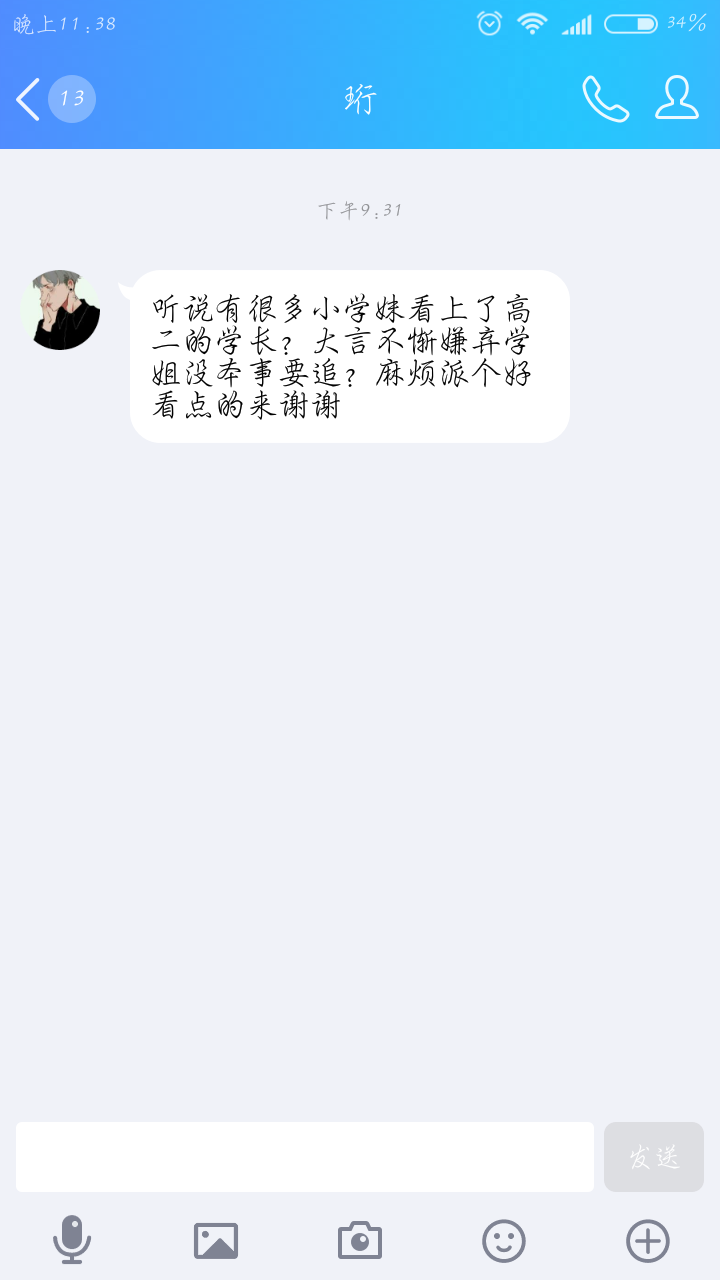 晚上11:38
34%
13
珩
下午9:31
听说有很多小学妹看上了高
二的学长？大言不惭嫌弃学
姐没本事要追？麻烦派个好
看点的来谢谢
发送